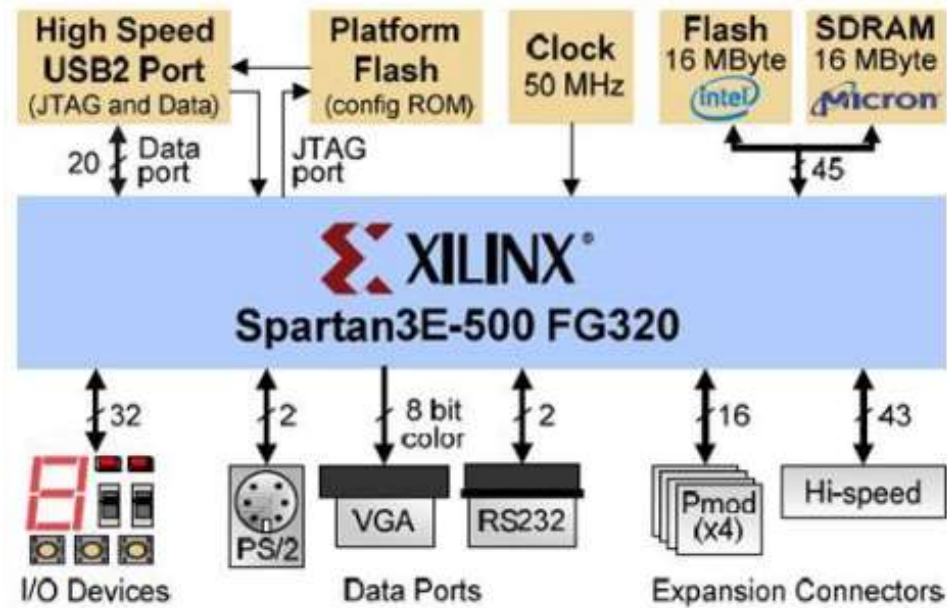 High Speed
USB2 Port
(JTAG and Data)
Platform
Flash
(config ROM)
Clock
50 MHz
Flash
16 MByte
intel
SDRAM
16 MByte
Micron
20
Data
port
JTAG
port
45
XILINX®
Spartan3E-500 FG320
32
2
8 bit
color
2
16
43
PS/2
VGA
RS232
Pmod
(x4)
Hi-speed
I/O Devices
Data Ports
Expansion Connectors